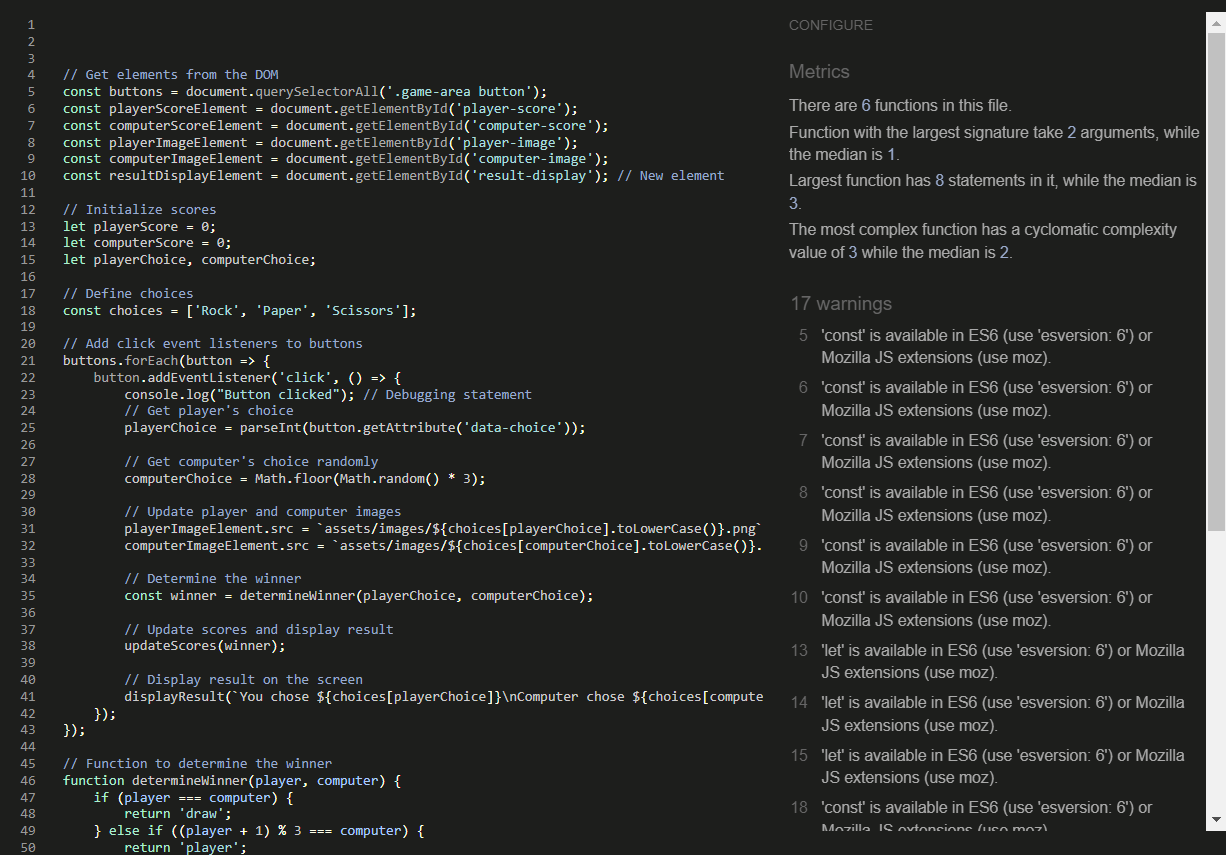 1
2
3
4 // Get elements from the DOM
5 const buttons = document.querySelectorAll('.game-area button');
6 const playerScoreElement = document.getElementById('player-score');
7 const computerScoreElement = document.getElementById('computer-score');
8 const playerImageElement = document.getElementById('player-image');
9 const computerImageElement = document.getElementById('computer-image');
10 const resultDisplayElement = document.getElementById('result-display'); // New element
11
12 // Initialize scores
13 let playerScore = 0;
14 let computerScore = 0;
15 let playerChoice, computerChoice;
16
17 // Define choices
18 const choices = ['Rock', 'Paper', 'Scissors'];
19
20 // Add click event listeners to buttons
21 buttons.forEach(button => {
22     button.addEventListener('click', () => {
23         console.log("Button clicked"); // Debugging statement
24         // Get player's choice
25         playerChoice = parseInt(button.getAttribute('data-choice'));
26
27         // Get computer's choice randomly
28         computerChoice = Math.floor(Math.random() * 3);
29
30         // Update player and computer images
31         playerImageElement.src = `assets/images/${choices[playerChoice].toLowerCase()}.png`
32         computerImageElement.src = `assets/images/${choices[computerChoice].toLowerCase()}.
33
34         // Determine the winner
35         const winner = determineWinner(playerChoice, computerChoice);
36
37         // Update scores and display result
38         updateScores(winner);
39
40         // Display result on the screen
41         displayResult(`You chose ${choices[playerChoice]}\nComputer chose ${choices[compute
42     });
43 });
44
45 // Function to determine the winner
46 function determineWinner(player, computer) {
47     if (player === computer) {
48         return 'draw';
49     } else if ((player + 1) % 3 === computer) {
50         return 'player';
CONFIGURE
Metrics
There are 6 functions in this file.
Function with the largest signature take 2 arguments, while
the median is 1.
Largest function has 8 statements in it, while the median is
3.
The most complex function has a cyclomatic complexity
value of 3 while the median is 2.
17 warnings
5 'const' is available in ES6 (use 'esversion: 6') or
Mozilla JS extensions (use moz).
6 'const' is available in ES6 (use 'esversion: 6') or
Mozilla JS extensions (use moz).
7 'const' is available in ES6 (use 'esversion: 6') or
Mozilla JS extensions (use moz).
8 'const' is available in ES6 (use 'esversion: 6') or
Mozilla JS extensions (use moz).
9 'const' is available in ES6 (use 'esversion: 6') or
Mozilla JS extensions (use moz).
10 'const' is available in ES6 (use 'esversion: 6') or
Mozilla JS extensions (use moz).
13 'let' is available in ES6 (use 'esversion: 6') or Mozilla
JS extensions (use moz).
14 'let' is available in ES6 (use 'esversion: 6') or Mozilla
JS extensions (use moz).
15 'let' is available in ES6 (use 'esversion: 6') or Mozilla
JS extensions (use moz).
18 'const' is available in ES6 (use 'esversion: 6') or
Mozilla JS extensions (use moz).